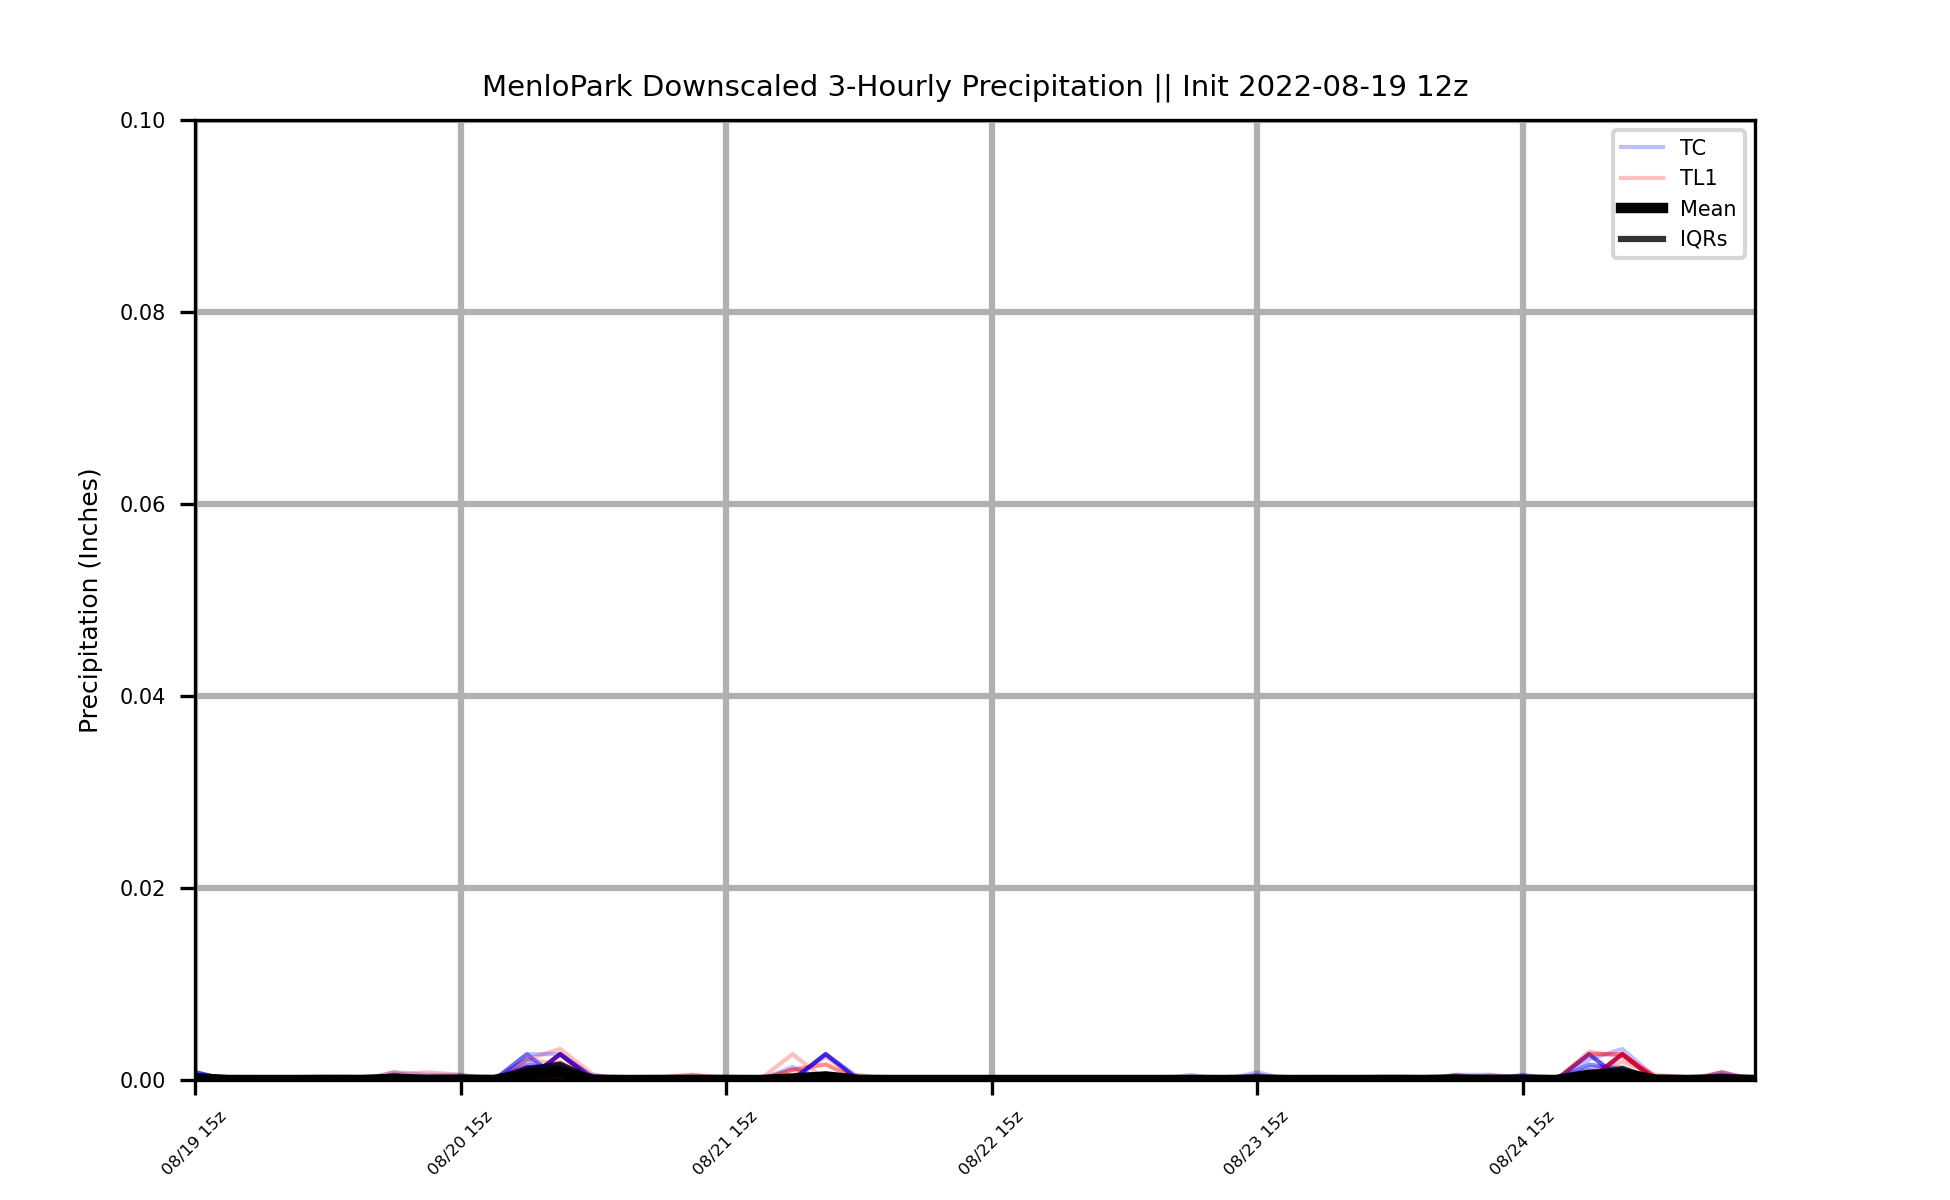 MenloPark Downscaled 3-Hourly Precipitation || Init 2022-08-19 12z
0.10
0.08
0.06
0.04
0.02
0.00
Precipitation (Inches)
TC
TL1
Mean
IQRs
08/19 15z
08/20 15z
08/21 15z
08/22 15z
08/23 15z
08/24 15z